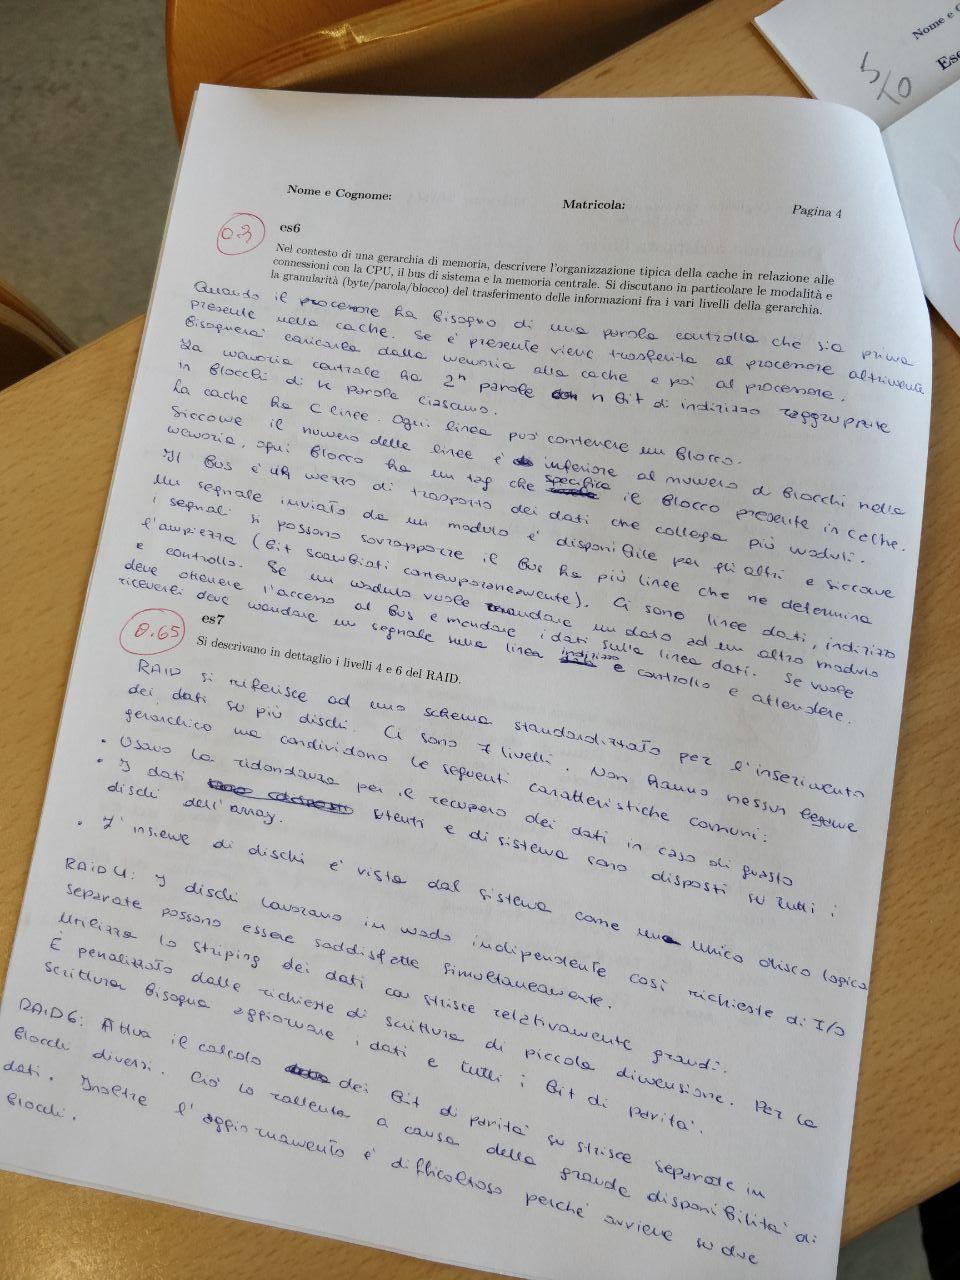 Nome e C
5/10
Ese
Nome e Cognome: Matricola: Pagina 4
0.3
es6
Nel contesto di una gerarchia di memoria, descrivere l'organizzazione tipica della cache in relazione alle
connessioni con la CPU, il bus di sistema e la memoria centrale. Si discutano in particolare le modalità e
la granularità (byte/parola/blocco) del trasferimento delle informazioni fra i vari livelli della gerarchia.
Quando il processore ha bisogno di una parola controlla che sia prima
presente nella cache. Se è presente viene trasferita al processore altrimenti
bisognerà caricarla dalla memoria alla cache e poi al processore.
La memoria centrale ha 2^n parole con n bit di indirizzo raggruppate
in blocchi di k parole ciascuno.
La cache ha C linee. Ogni linea può contenere un blocco.
Siccome il numero delle linee è inferiore al numero di blocchi nella
memoria, ogni blocco ha un tag che specifica il blocco presente in cache.
Il Bus è un mezzo di trasporto dei dati che collega più moduli.
Un segnale inviato da un modulo è disponibile per gli altri e siccome
i segnali si possono sovrapporre il bus ha più linee che ne determina
l'ampiezza (bit scambiati contemporaneamente). Ci sono linee dati, indirizzo
e controllo. Se un modulo vuole mandare un dato ad un altro modulo
deve ottenere l'accesso al bus e mandare i dati sulla linea dati. Se vuole
riceverli deve mandare un segnale sulla linea indirizzo e controllo e attendere.
0.65
es7
Si descrivano in dettaglio i livelli 4 e 6 del RAID.
RAID si riferisce ad uno schema standardizzato per l'inserimento
dei dati su più dischi. Ci sono 7 livelli. Non hanno nessun legame
gerarchico ma condividono le seguenti caratteristiche comuni:
• Usano la ridondanza per il recupero dei dati in caso di guasto
• I dati utenti e di sistema sono disposti su tutti i
dischi dell'array.
• L'insieme di dischi è vista dal sistema come un unico disco logico
RAID 4: I dischi lavorano in modo indipendente così richieste di I/O
separate possono essere soddisfatte simultaneamente.
Utilizza lo striping dei dati con strisce relativamente grandi.
È penalizzato dalle richieste di scrittura di piccola dimensione. Per la
scrittura bisogna aggiornare i dati e tutti i bit di parità.
RAID6: Attua il calcolo dei bit di parità su strisce separate in
blocchi diversi. Ciò lo rallenta a causa della grande disponibilità di
dati. Inoltre l'aggiornamento è difficoltoso perché avviene su due
blocchi.